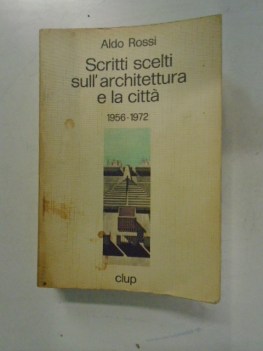 Aldo Rossi
Scritti scelti
sull'architettura
e la città
1956-1972
clup